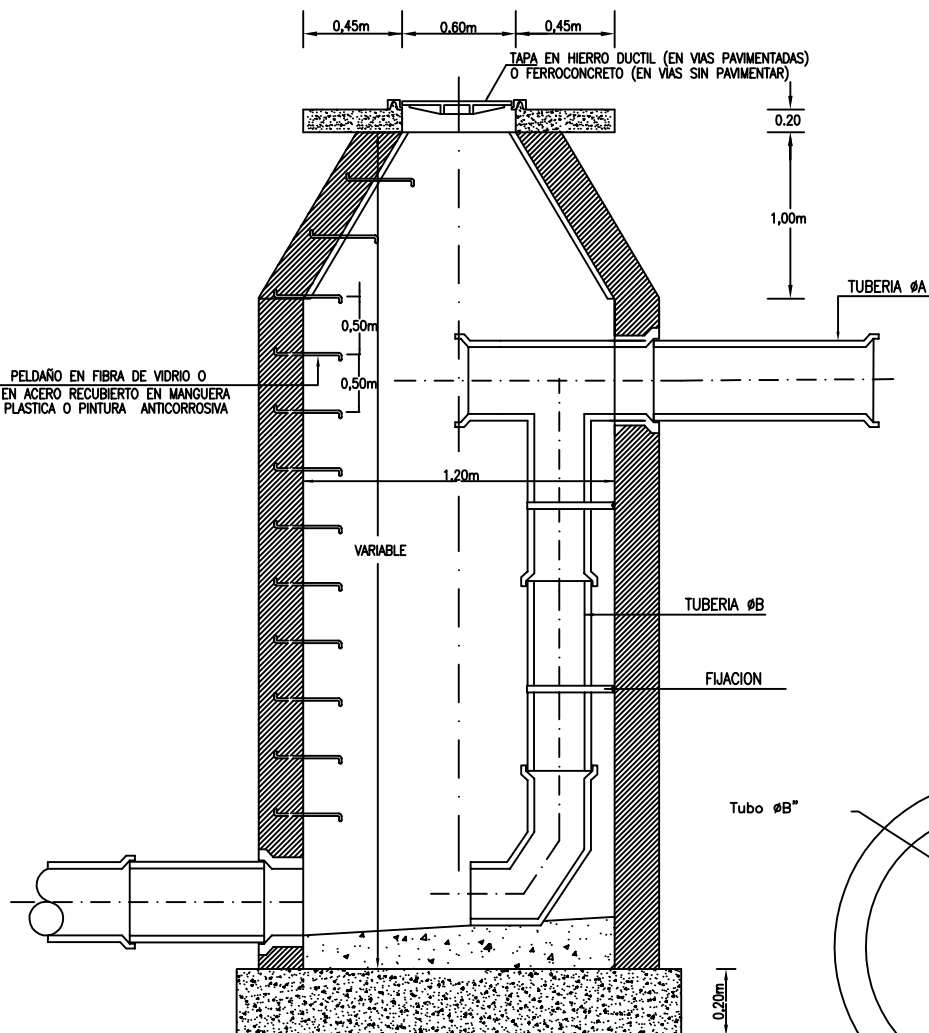 0,45m
0.60m
0,45m
TAPA EN HIERRO DUCTIL (EN VIAS PAVIMENTADAS)
O FERROCONCRETO (EN VIAS SIN PAVIMENTAR)
0.20
1,00m
TUBERIA øA
0,50m
0,50m
PELDAÑO EN FIBRA DE VIDRIO O
EN ACERO RECUBIERTO EN MANGUERA
PLASTICA O PINTURA ANTICORROSIVA
1.20m
VARIABLE
TUBERIA øB
FIJACION
Tubo øB"
0.20m